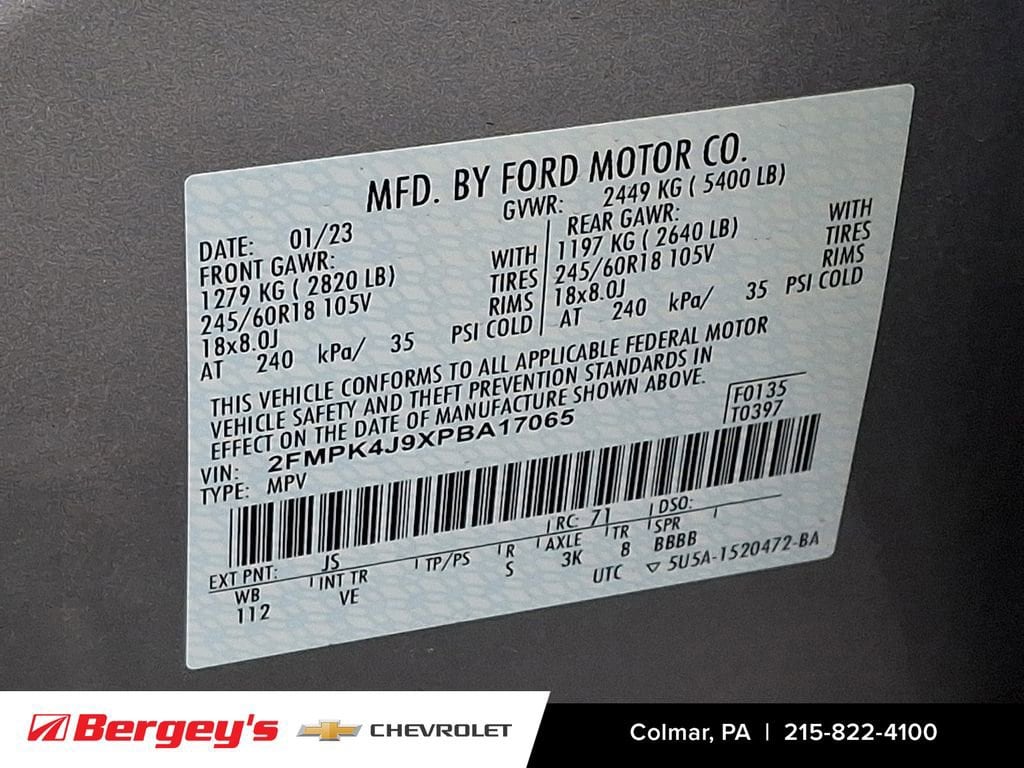 MFD. BY FORD MOTOR CO.
DATE: 01/23 GVWR: 2449 KG ( 5400 LB)
FRONT GAWR: REAR GAWR:
1279 KG ( 2820 LB) WITH 1197 KG ( 2640 LB) WITH
245/60R18 105V TIRES 245/60R18 105V TIRES
18x8.0J RIMS 18x8.0J RIMS
AT 240 kPa/ 35 PSI COLD AT 240 kPa/ 35 PSI COLD
THIS VEHICLE CONFORMS TO ALL APPLICABLE FEDERAL MOTOR
VEHICLE SAFETY AND THEFT PREVENTION STANDARDS IN
EFFECT ON THE DATE OF MANUFACTURE SHOWN ABOVE.
VIN: 2FMPK4J9XPBA17065 F0135
TYPE: MPV T0397
EXT PNT: JS RC: 71 DSO:
WB INT TR TP/PS R AXLE TR SPR
112 VE S 3K 8 BBBB
UTC ▽ 5U5A-1520472-BA
Bergey's CHEVROLET Colmar, PA | 215-822-4100